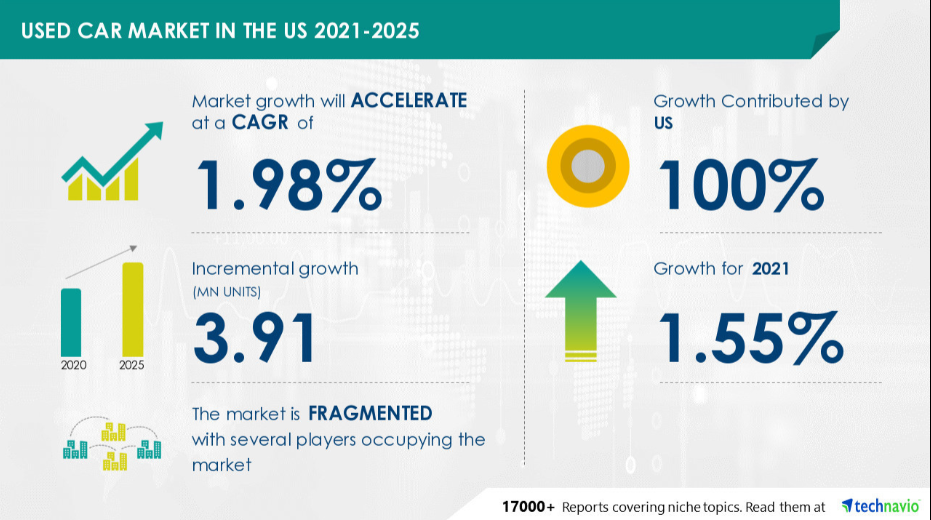 USED CAR MARKET IN THE US 2021-2025
Market growth will ACCELERATE
at a CAGR of
1.98%
Incremental growth
(MN UNITS)
3.91
2020 2025
The market is FRAGMENTED
with several players occupying the
market
Growth Contributed by
US
100%
Growth for 2021
1.55%
17000+ Reports covering niche topics. Read them at technavio